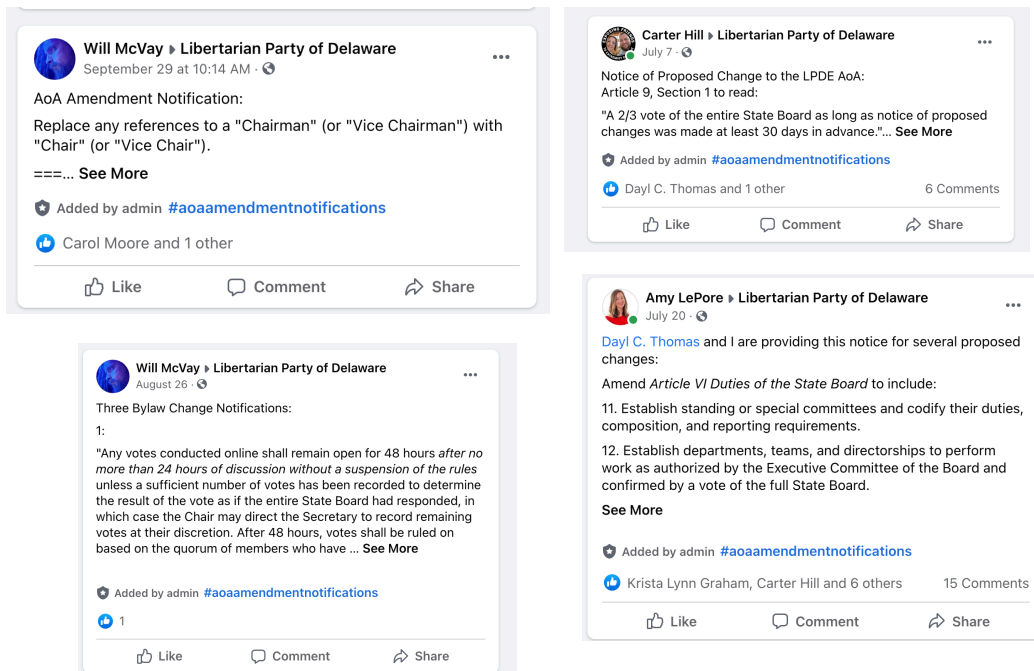 Will McVay ▸ Libertarian Party of Delaware
September 29 at 10:14 AM ·
AoA Amendment Notification:
Replace any references to a "Chairman" (or "Vice Chairman") with
"Chair" (or "Vice Chair").
===... See More
Added by admin #aoaamendmentnotifications
Carol Moore and 1 other
Like Comment Share
Carter Hill ▸ Libertarian Party of Delaware
July 7 ·
Notice of Proposed Change to the LPDE AoA:
Article 9, Section 1 to read:
"A 2/3 vote of the entire State Board as long as notice of proposed
changes was made at least 30 days in advance."... See More
Added by admin #aoaamendmentnotifications
Dayl C. Thomas and 1 other 6 Comments
Like Comment Share
Will McVay ▸ Libertarian Party of Delaware
August 26 ·
Three Bylaw Change Notifications:
1:
"Any votes conducted online shall remain open for 48 hours after no
more than 24 hours of discussion without a suspension of the rules
unless a sufficient number of votes has been recorded to determine
the result of the vote as if the entire State Board had responded, in
which case the Chair may direct the Secretary to record remaining
votes at their discretion. After 48 hours, votes shall be ruled on
based on the quorum of members who have ... See More
Added by admin #aoaamendmentnotifications
1
Like Comment Share
Amy LePore ▸ Libertarian Party of Delaware
July 20 ·
Dayl C. Thomas and I are providing this notice for several proposed
changes:
Amend Article VI Duties of the State Board to include:
11. Establish standing or special committees and codify their duties,
composition, and reporting requirements.
12. Establish departments, teams, and directorships to perform
work as authorized by the Executive Committee of the Board and
confirmed by a vote of the full State Board.
See More
Added by admin #aoaamendmentnotifications
Krista Lynn Graham, Carter Hill and 6 others 15 Comments
Like Comment Share